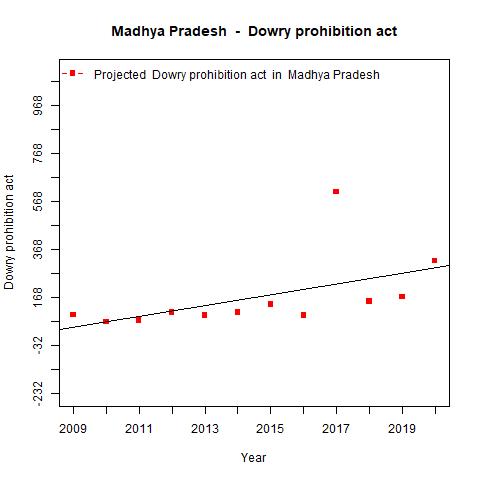 Madhya Pradesh - Dowry prohibition act
Projected Dowry prohibition act in Madhya Pradesh
968
768
568
368
168
-32
-232
Dowry prohibition act
2009 2011 2013 2015 2017 2019
Year